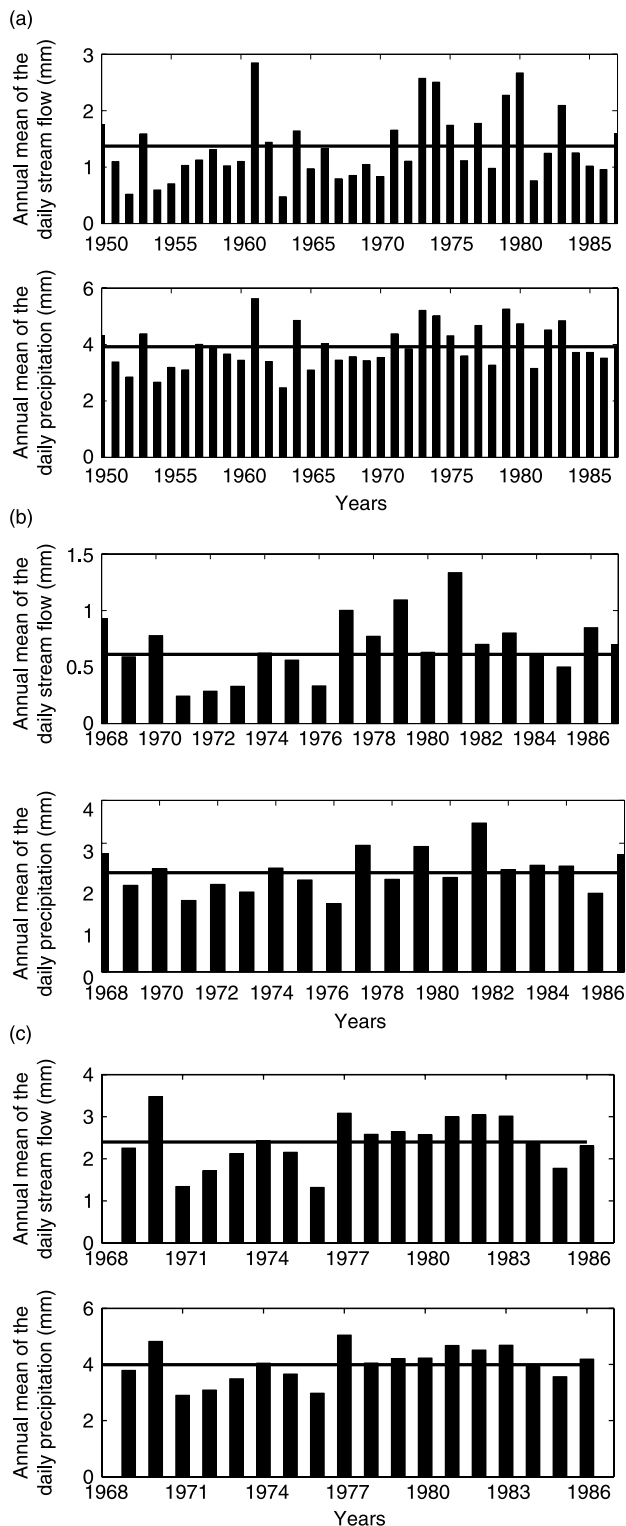 (a)
Annual mean of the
daily stream flow (mm)
3
2
1
0
1950 1955 1960 1965 1970 1975 1980 1985
Annual mean of the
daily precipitation (mm)
6
4
2
0
1950 1955 1960 1965 1970 1975 1980 1985
Years
(b)
Annual mean of the
daily stream flow (mm)
1.5
1
0.5
0
1968 1970 1972 1974 1976 1978 1980 1982 1984 1986
Annual mean of the
daily precipitation (mm)
4
3
2
1
0
1968 1970 1972 1974 1976 1978 1980 1982 1984 1986
Years
(c)
Annual mean of the
daily stream flow (mm)
4
3
2
1
0
1968 1971 1974 1977 1980 1983 1986
Annual mean of the
daily precipitation (mm)
6
4
2
0
1968 1971 1974 1977 1980 1983 1986
Years